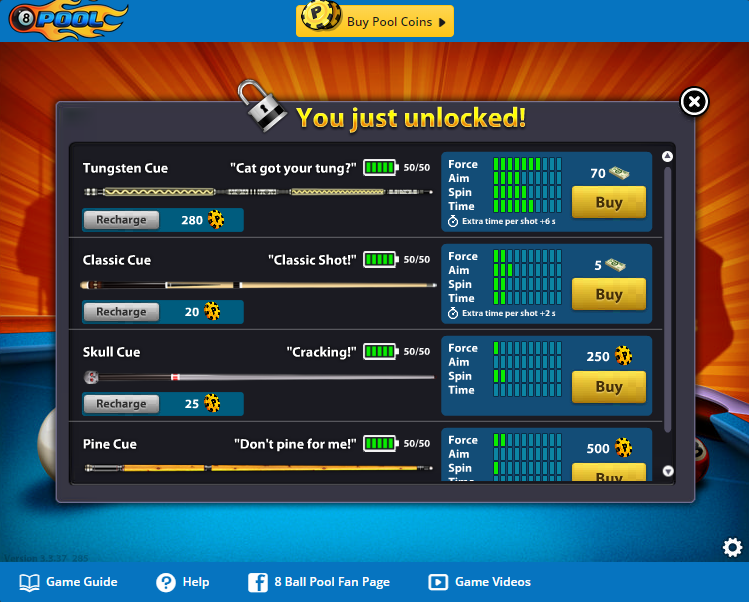 8 POOL
P Buy Pool Coins
You just unlocked!
Tungsten Cue "Cat got your tung?" 50/50
Force
Aim
Spin
Time
Extra time per shot +6 s
70
Buy
Recharge 280
Classic Cue "Classic Shot!" 50/50
Force
Aim
Spin
Time
Extra time per shot +2 s
5
Buy
Recharge 20
Skull Cue "Cracking!" 50/50
Force
Aim
Spin
Time
250
Buy
Recharge 25
Pine Cue "Don't pine for me!" 50/50
Force
Aim
Spin
Time
500
Buy
Game Guide Help 8 Ball Pool Fan Page Game Videos